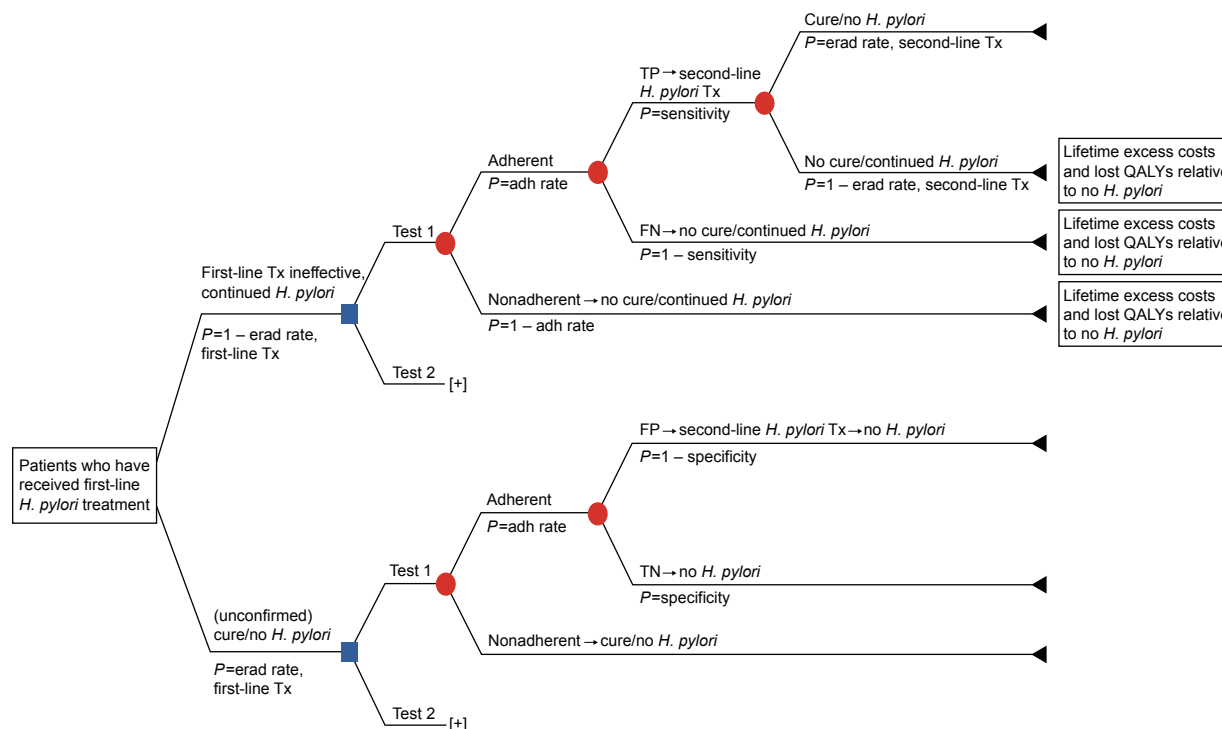 Cure/no H. pylori
P=erad rate, second-line Tx
TP→second-line
H. pylori Tx
P=sensitivity
No cure/continued H. pylori
P=1 – erad rate, second-line Tx
Lifetime excess costs
and lost QALYs relative
to no H. pylori
Adherent
P=adh rate
FN→no cure/continued H. pylori
P=1 – sensitivity
Lifetime excess costs
and lost QALYs relative
to no H. pylori
Test 1
First-line Tx ineffective,
continued H. pylori
P=1 – erad rate,
first-line Tx
Nonadherent→no cure/continued H. pylori
P=1 – adh rate
Lifetime excess costs
and lost QALYs relative
to no H. pylori
Test 2
[+]
Patients who have
received first-line
H. pylori treatment
FP→second-line H. pylori Tx→no H. pylori
P=1 – specificity
Adherent
P=adh rate
TN→no H. pylori
P=specificity
Test 1
(unconfirmed)
cure/no H. pylori
P=erad rate,
first-line Tx
Nonadherent→cure/no H. pylori
Test 2
[+]